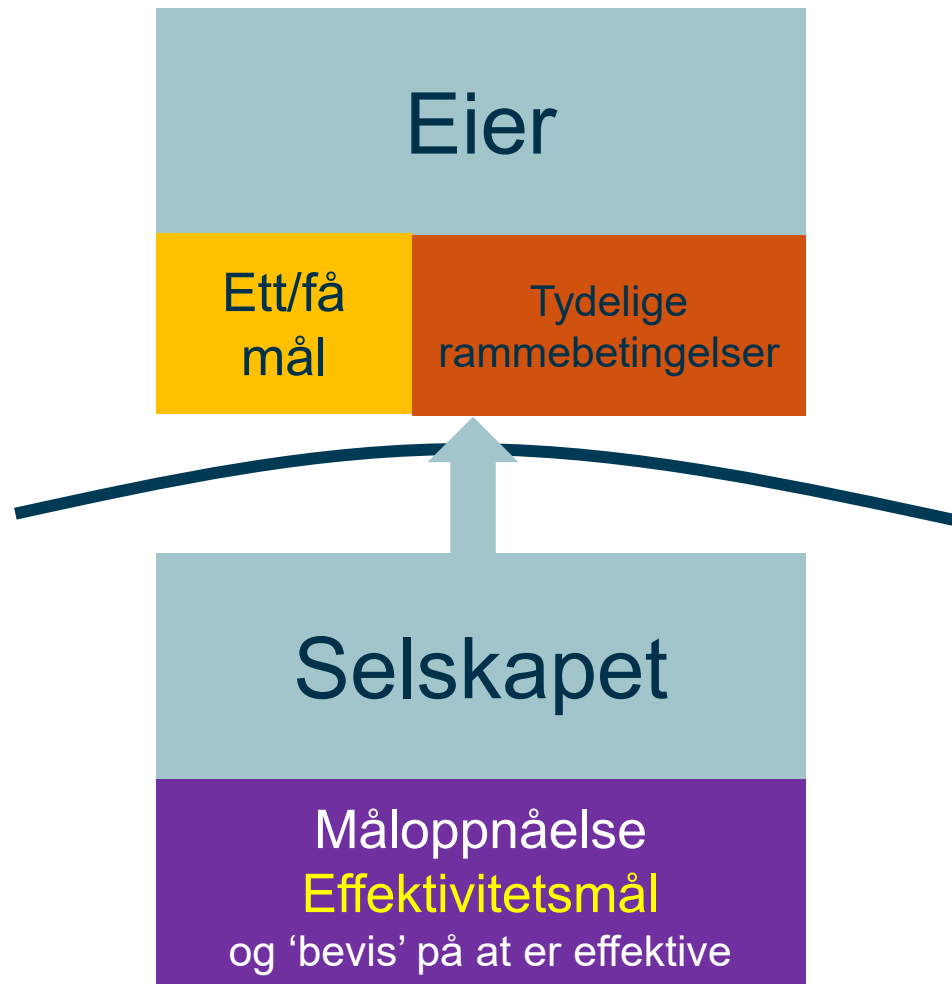 Eier
Ett/få
mål
Tydelige
rammebetingelser
Selskapet
Måloppnåelse
Effektivitetsmål
og ‘bevis’ på at er effektive